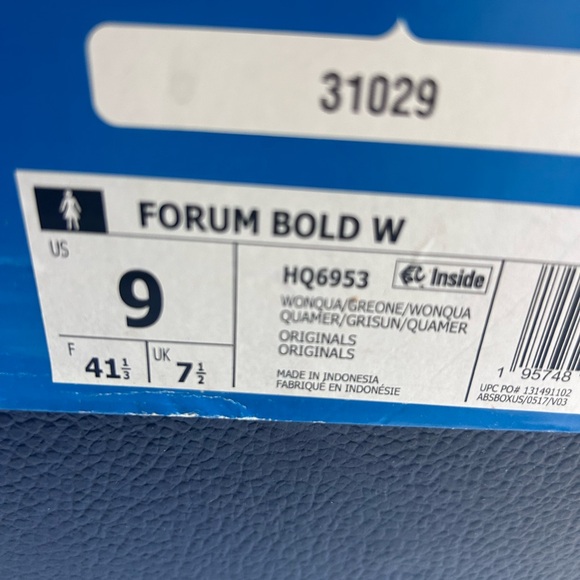 31029
FORUM BOLD W
US
9
F 41⅓
UK 7½
HQ6953
Inside
WONQUA/GREONE/WONQUA
QUAMER/GRISUN/QUAMER
ORIGINALS
ORIGINALS
MADE IN INDONESIA
FABRIQUÉ EN INDONÉSIE
1 95748
UPC PO# 131491102
ABSBOXUS/0517/V03